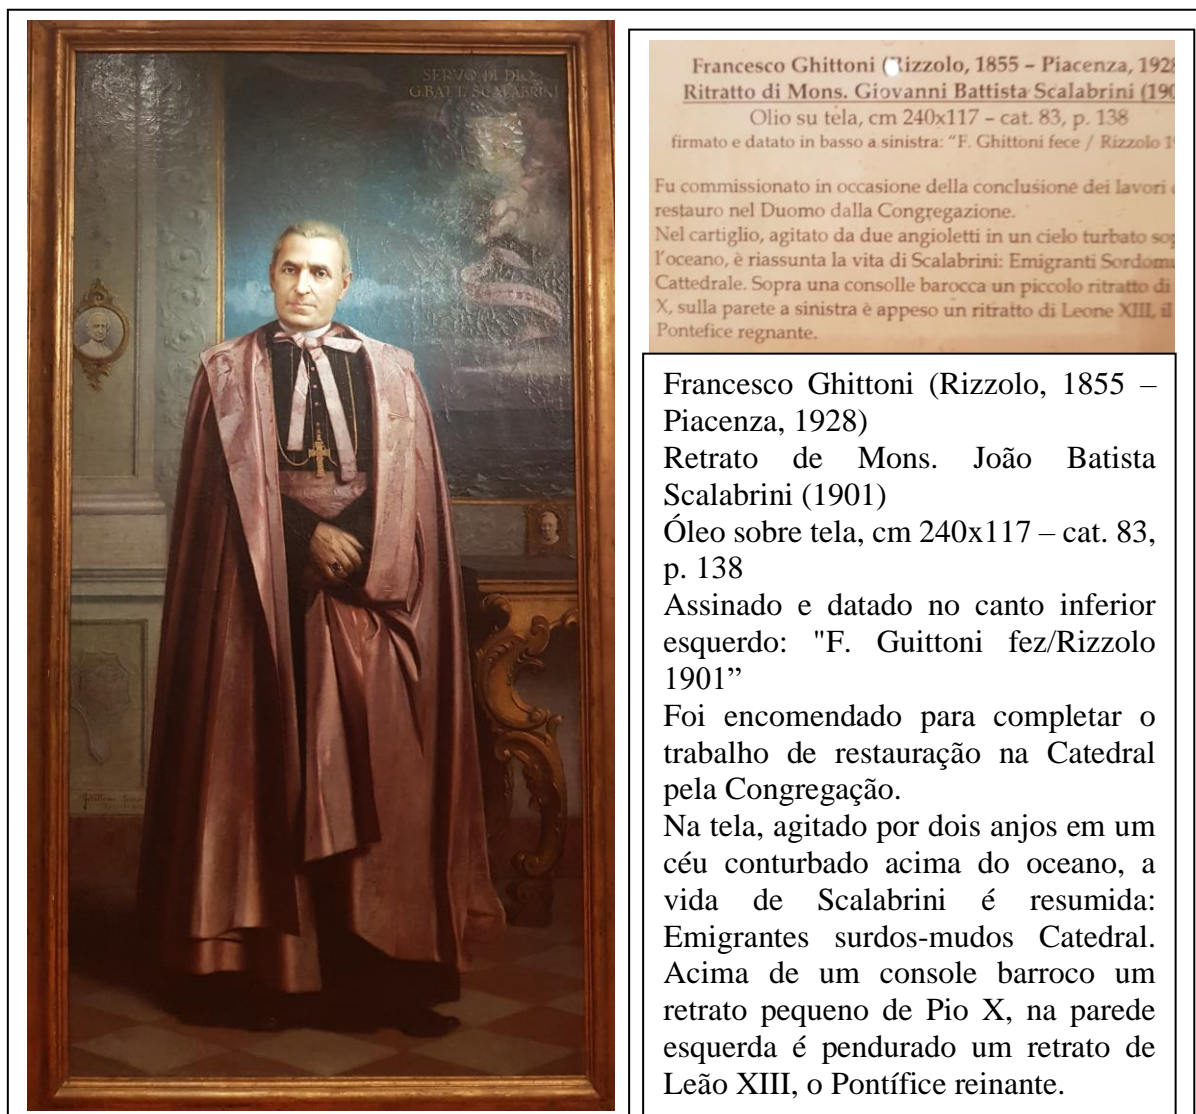 SERVO DI DIO
G.BATT. SCALABRINI
Francesco Ghittoni ( izzolo, 1855 – Piacenza, 192
Ritratto di Mons. Giovanni Battista Scalabrini (190
Olio su tela, cm 240x117 – cat. 83, p. 138
firmato e datato in basso a sinistra: "F. Ghittoni fece / Rizzolo 1
Fu commissionato in occasione della conclusione dei lavori
restauro nel Duomo dalla Congregazione.
Nel cartiglio, agitato da due angioletti in un cielo turbato sop
l'oceano, è riassunta la vita di Scalabrini: Emigranti Sordomu
Cattedrale. Sopra una consolle barocca un piccolo ritratto di
X, sulla parete a sinistra è appeso un ritratto di Leone XIII, il
Pontefice regnante.
Francesco Ghittoni (Rizzolo, 1855 –
Piacenza, 1928)
Retrato de Mons. João Batista
Scalabrini (1901)
Óleo sobre tela, cm 240x117 – cat. 83,
p. 138
Assinado e datado no canto inferior
esquerdo: "F. Guittoni fez/Rizzolo
1901”
Foi encomendado para completar o
trabalho de restauração na Catedral
pela Congregação.
Na tela, agitado por dois anjos em um
céu conturbado acima do oceano, a
vida de Scalabrini é resumida:
Emigrantes surdos-mudos Catedral.
Acima de um console barroco um
retrato pequeno de Pio X, na parede
esquerda é pendurado um retrato de
Leão XIII, o Pontífice reinante.